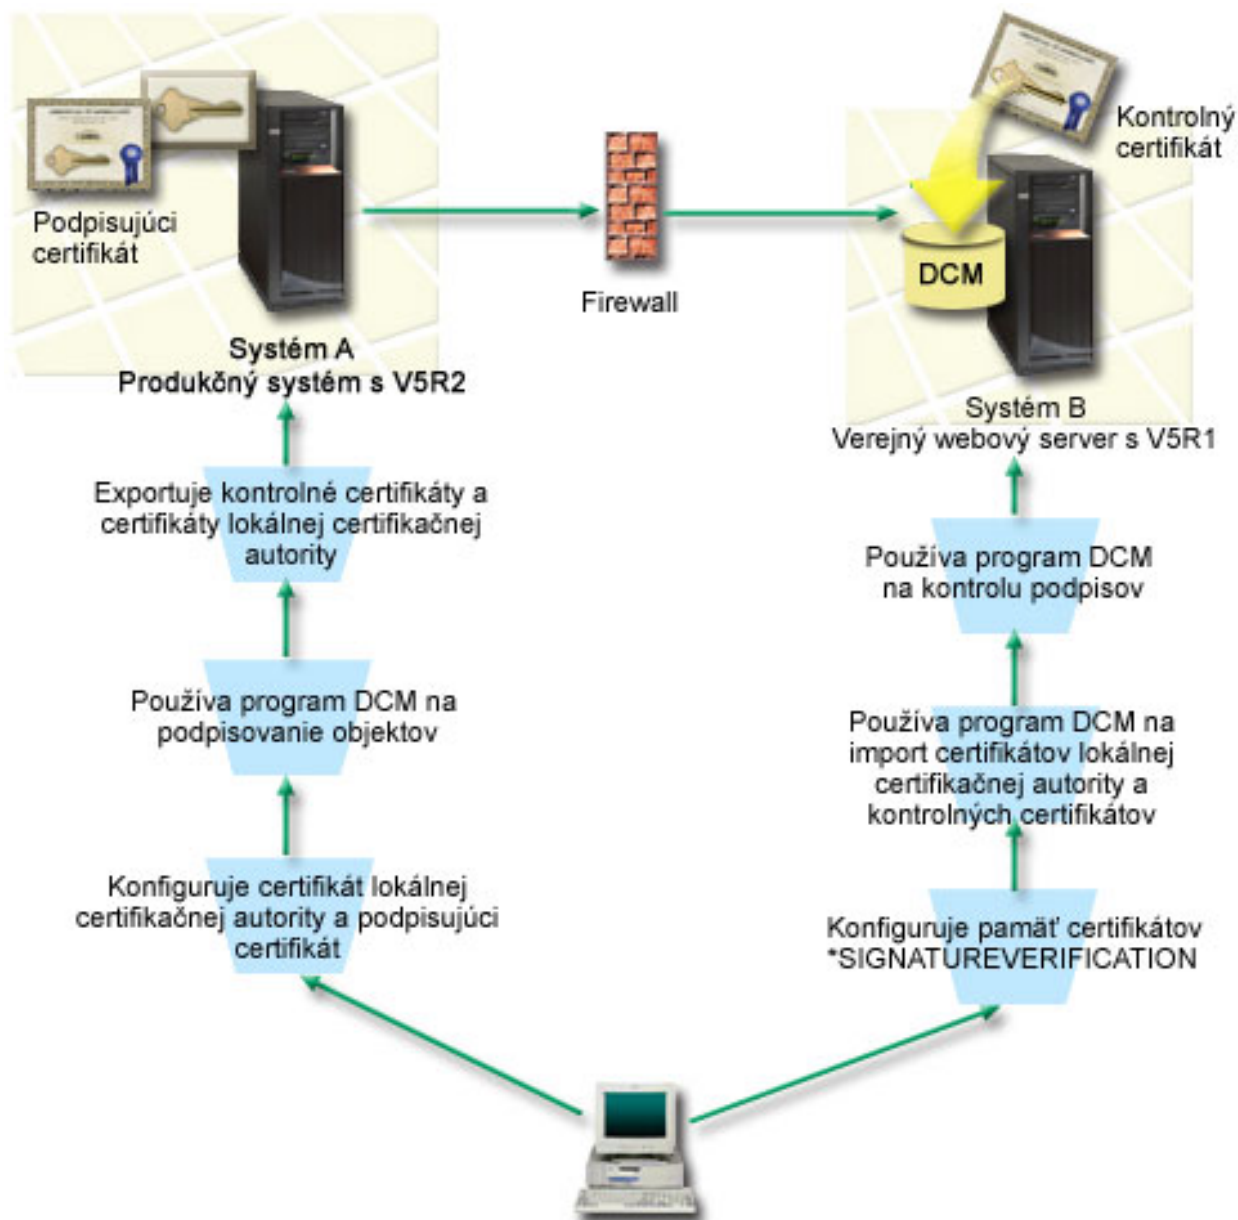 Podpisujúci
certifikát
Kontrolný
certifikát
DCM
Firewall
Systém A
Produkčný systém s V5R2
Systém B
Verejný webový server s V5R1
Exportuje kontrolné certifikáty a
certifikáty lokálnej certifikačnej
autority
Používa program DCM na
podpisovanie objektov
Konfiguruje certifikát lokálnej
certifikačnej autority a podpisujúci
certifikát
Používa program DCM
na kontrolu podpisov
Používa program DCM na
import certifikátov lokálnej
certifikačnej autority a
kontrolných certifikátov
Konfiguruje pamäť certifikátov
*SIGNATUREVERIFICATION